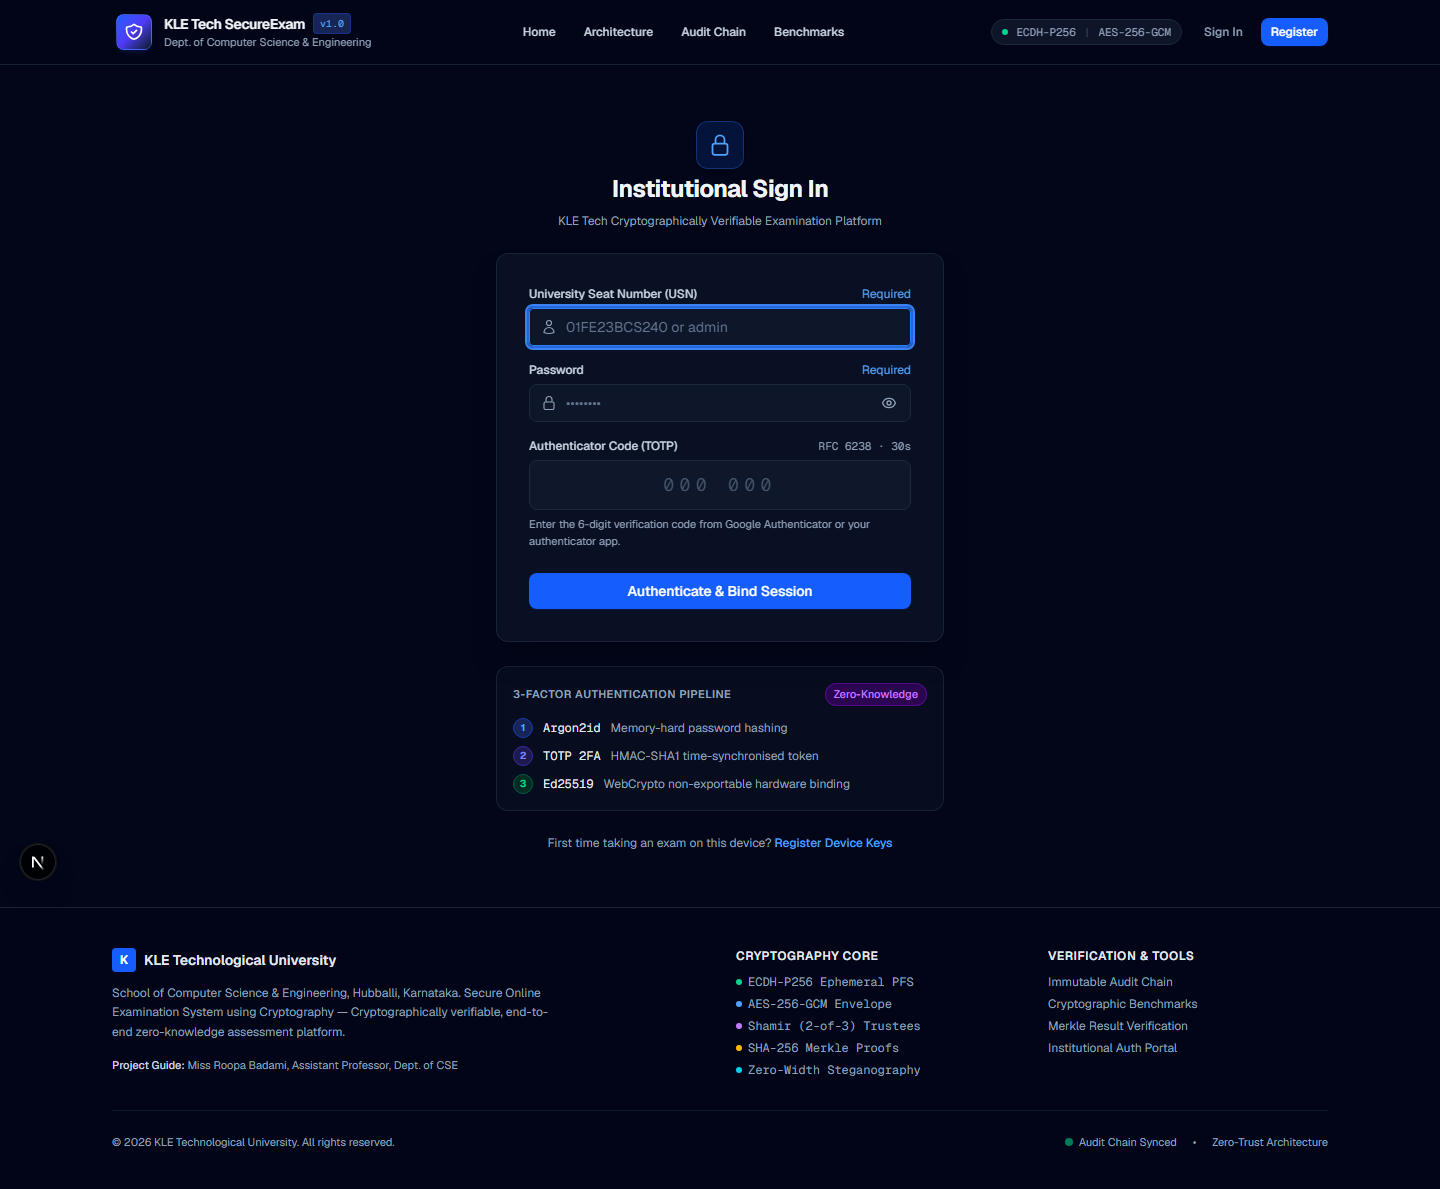 KLE Tech SecureExam v1.0
Dept. of Computer Science & Engineering
Home Architecture Audit Chain Benchmarks
ECDH-P256 | AES-256-GCM Sign In Register
Institutional Sign In
KLE Tech Cryptographically Verifiable Examination Platform
University Seat Number (USN) Required
01FE23BCS240 or admin
Password Required
••••••••
Authenticator Code (TOTP) RFC 6238 · 30s
000 000
Enter the 6-digit verification code from Google Authenticator or your
authenticator app.
Authenticate & Bind Session
3-FACTOR AUTHENTICATION PIPELINE Zero-Knowledge
1 Argon2id Memory-hard password hashing
2 TOTP 2FA HMAC-SHA1 time-synchronised token
3 Ed25519 WebCrypto non-exportable hardware binding
First time taking an exam on this device? Register Device Keys
N
K KLE Technological University
School of Computer Science & Engineering, Hubballi, Karnataka. Secure Online
Examination System using Cryptography — Cryptographically verifiable, end-to-
end zero-knowledge assessment platform.
Project Guide: Miss Roopa Badami, Assistant Professor, Dept. of CSE
CRYPTOGRAPHY CORE
ECDH-P256 Ephemeral PFS
AES-256-GCM Envelope
Shamir (2-of-3) Trustees
SHA-256 Merkle Proofs
Zero-Width Steganography
VERIFICATION & TOOLS
Immutable Audit Chain
Cryptographic Benchmarks
Merkle Result Verification
Institutional Auth Portal
© 2026 KLE Technological University. All rights reserved.
Audit Chain Synced • Zero-Trust Architecture